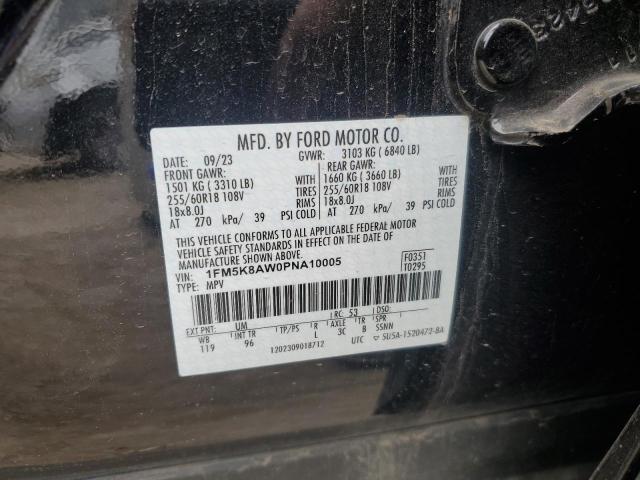 MFD. BY FORD MOTOR CO.
DATE: 09/23 GVWR: 3103 KG ( 6840 LB)
FRONT GAWR: REAR GAWR:
1501 KG ( 3310 LB) WITH 1660 KG ( 3660 LB) WITH
255/60R18 108V TIRES 255/60R18 108V TIRES
18x8.0J RIMS 18x8.0J RIMS
AT 270 kPa/ 39 PSI COLD AT 270 kPa/ 39 PSI COLD
THIS VEHICLE CONFORMS TO ALL APPLICABLE FEDERAL MOTOR
VEHICLE SAFETY STANDARDS IN EFFECT ON THE DATE OF
MANUFACTURE SHOWN ABOVE.
VIN: 1FM5K8AW0PNA10005 F0351
TYPE: MPV T0295
EXT PNT: UM RC: 53 DSO:
WB INT TR TP/PS R AXLE TR SPR
119 96 L 3C B SSNN
1202309018712 UTC 5U5A-1520472-BA